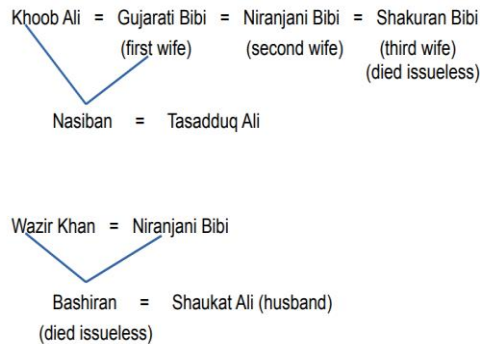 Khoob Ali = Gujarati Bibi = Niranjani Bibi = Shakuran Bibi
(first wife) (second wife) (third wife)
(died issueless)
Nasiban = Tasadduq Ali
Wazir Khan = Niranjani Bibi
Bashiran = Shaukat Ali (husband)
(died issueless)